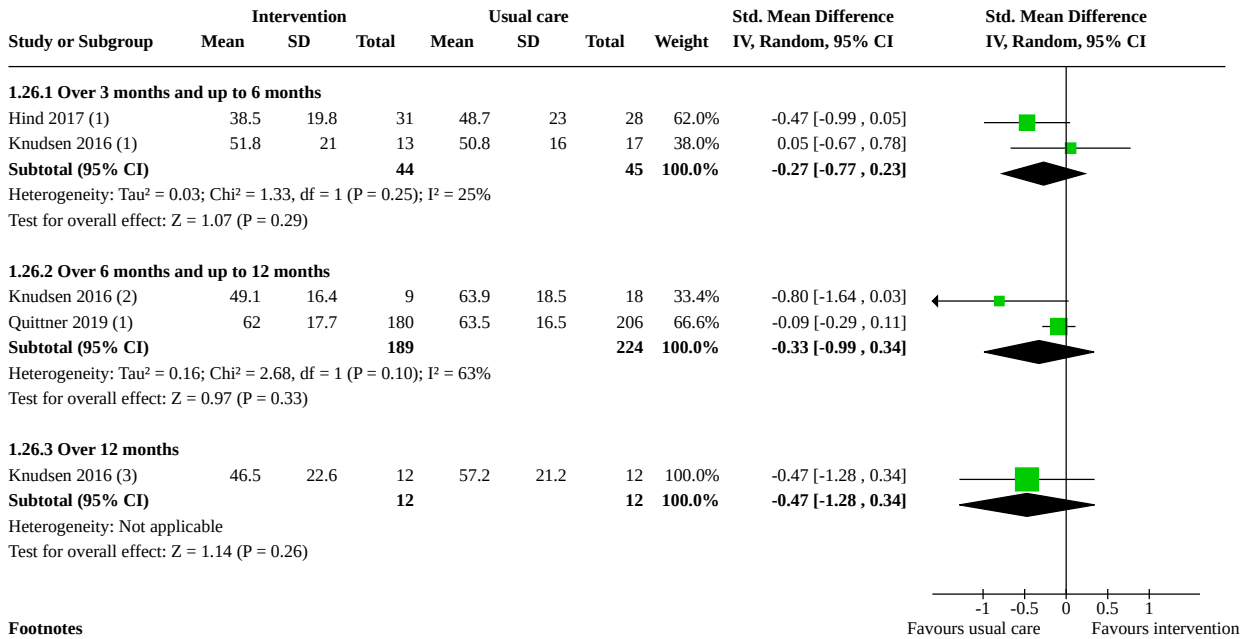 Intervention Usual care Std. Mean Difference Std. Mean Difference
Study or Subgroup Mean SD Total Mean SD Total Weight IV, Random, 95% CI IV, Random, 95% CI
1.26.1 Over 3 months and up to 6 months
Hind 2017 (1) 38.5 19.8 31 48.7 23 28 62.0% -0.47 [-0.99 , 0.05]
Knudsen 2016 (1) 51.8 21 13 50.8 16 17 38.0% 0.05 [-0.67 , 0.78]
Subtotal (95% CI) 44 45 100.0% -0.27 [-0.77 , 0.23]
Heterogeneity: Tau² = 0.03; Chi² = 1.33, df = 1 (P = 0.25); I² = 25%
Test for overall effect: Z = 1.07 (P = 0.29)
1.26.2 Over 6 months and up to 12 months
Knudsen 2016 (2) 49.1 16.4 9 63.9 18.5 18 33.4% -0.80 [-1.64 , 0.03]
Quittner 2019 (1) 62 17.7 180 63.5 16.5 206 66.6% -0.09 [-0.29 , 0.11]
Subtotal (95% CI) 189 224 100.0% -0.33 [-0.99 , 0.34]
Heterogeneity: Tau² = 0.16; Chi² = 2.68, df = 1 (P = 0.10); I² = 63%
Test for overall effect: Z = 0.97 (P = 0.33)
1.26.3 Over 12 months
Knudsen 2016 (3) 46.5 22.6 12 57.2 21.2 12 100.0% -0.47 [-1.28 , 0.34]
Subtotal (95% CI) 12 12 100.0% -0.47 [-1.28 , 0.34]
Heterogeneity: Not applicable
Test for overall effect: Z = 1.14 (P = 0.26)
-1 -0.5 0 0.5 1
Footnotes Favours usual care Favours intervention